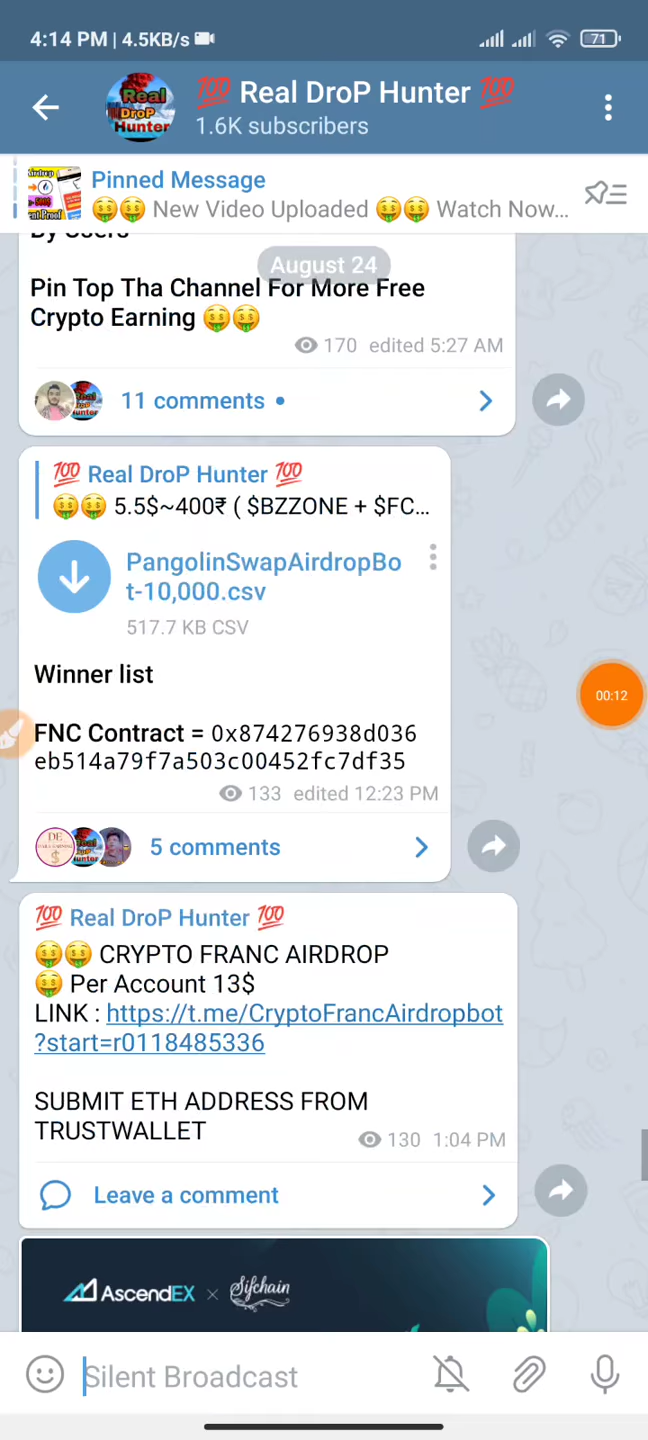 4:14 PM | 4.5KB/s
71
💯 Real DroP Hunter 💯
1.6K subscribers
Real
DroP
Hunter
Pinned Message
🤑🤑 New Video Uploaded 🤑🤑 Watch Now...
By Users
August 24
Pin Top Tha Channel For More Free
Crypto Earning 🤑🤑
170 edited 5:27 AM
11 comments
💯 Real DroP Hunter 💯
🤑🤑 5.5$~400₹ ( $BZZONE + $FC...
PangolinSwapAirdropBo
t-10,000.csv
517.7 KB CSV
Winner list
00:12
FNC Contract = 0x874276938d036
eb514a79f7a503c00452fc7df35
133 edited 12:23 PM
5 comments
💯 Real DroP Hunter 💯
🤑🤑 CRYPTO FRANC AIRDROP
🤑 Per Account 13$
LINK : https://t.me/CryptoFrancAirdropbot
?start=r0118485336
SUBMIT ETH ADDRESS FROM
TRUSTWALLET
130 1:04 PM
Leave a comment
AscendEX × Sifchain
Silent Broadcast